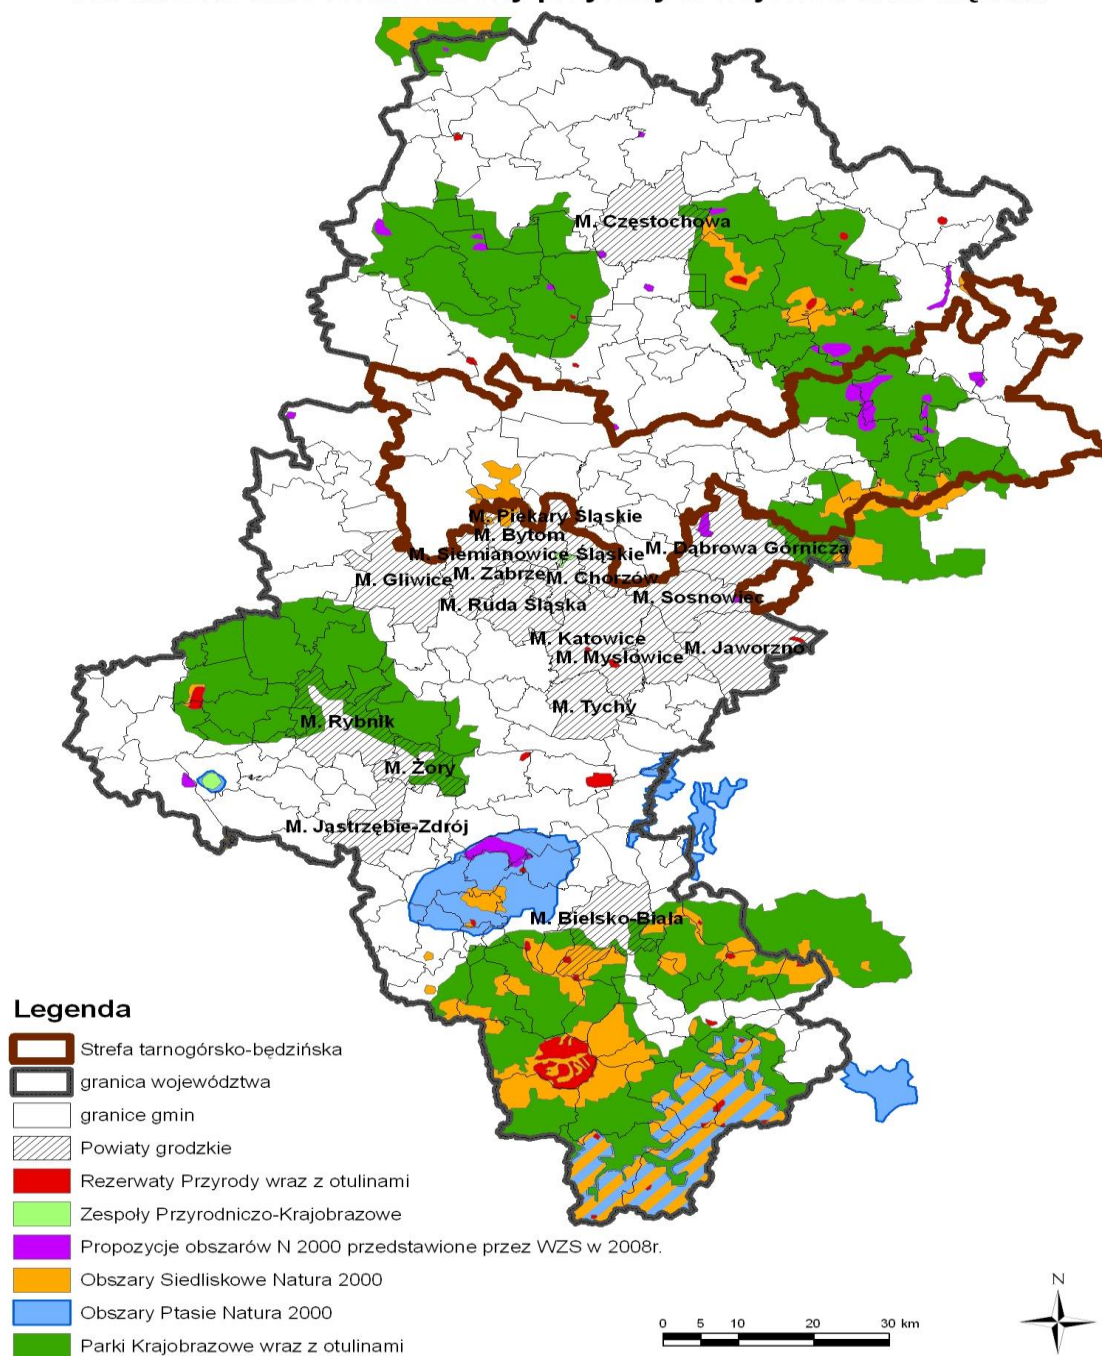 M. Częstochowa
M. Piekary Śląskie
M. Bytom
M. Siemianowice Śląskie
M. Dąbrowa Górnicza
M. Gliwice
M. Zabrze
M. Chorzów
M. Sosnowiec
M. Ruda Śląska
M. Katowice
M. Jaworzno
M. Mysłowice
M. Tychy
M. Rybnik
M. Żory
M. Jastrzębie-Zdrój
M. Bielsko-Biała
Legenda
Strefa tarnogórsko-będzińska
granica województwa
granice gmin
Powiaty grodzkie
Rezerwaty Przyrody wraz z otulinami
Zespoły Przyrodniczo-Krajobrazowe
Propozycje obszarów N 2000 przedstawione przez WZS w 2008r.
Obszary Siedliskowe Natura 2000
Obszary Ptasie Natura 2000
Parki Krajobrazowe wraz z otulinami
N
0 5 10 20 30 km